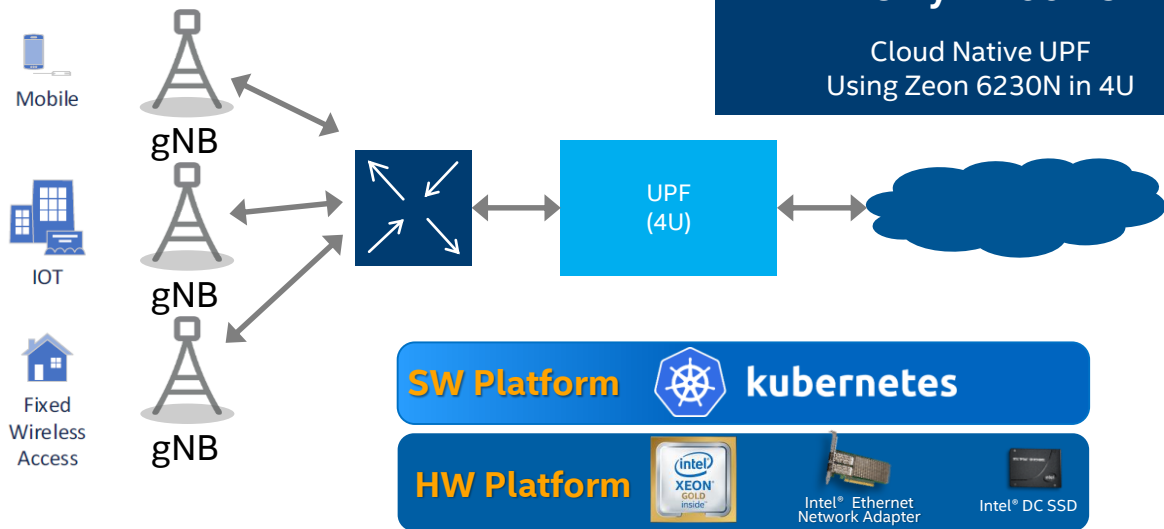 Cloud Native UPF
Using Zeon 6230N in 4U
Mobile
gNB
IOT
gNB
Fixed
Wireless
Access
gNB
UPF
(4U)
SW Platform
kubernetes
HW Platform
intel
XEON
GOLD
inside
Intel® Ethernet
Network Adapter
Intel® DC SSD